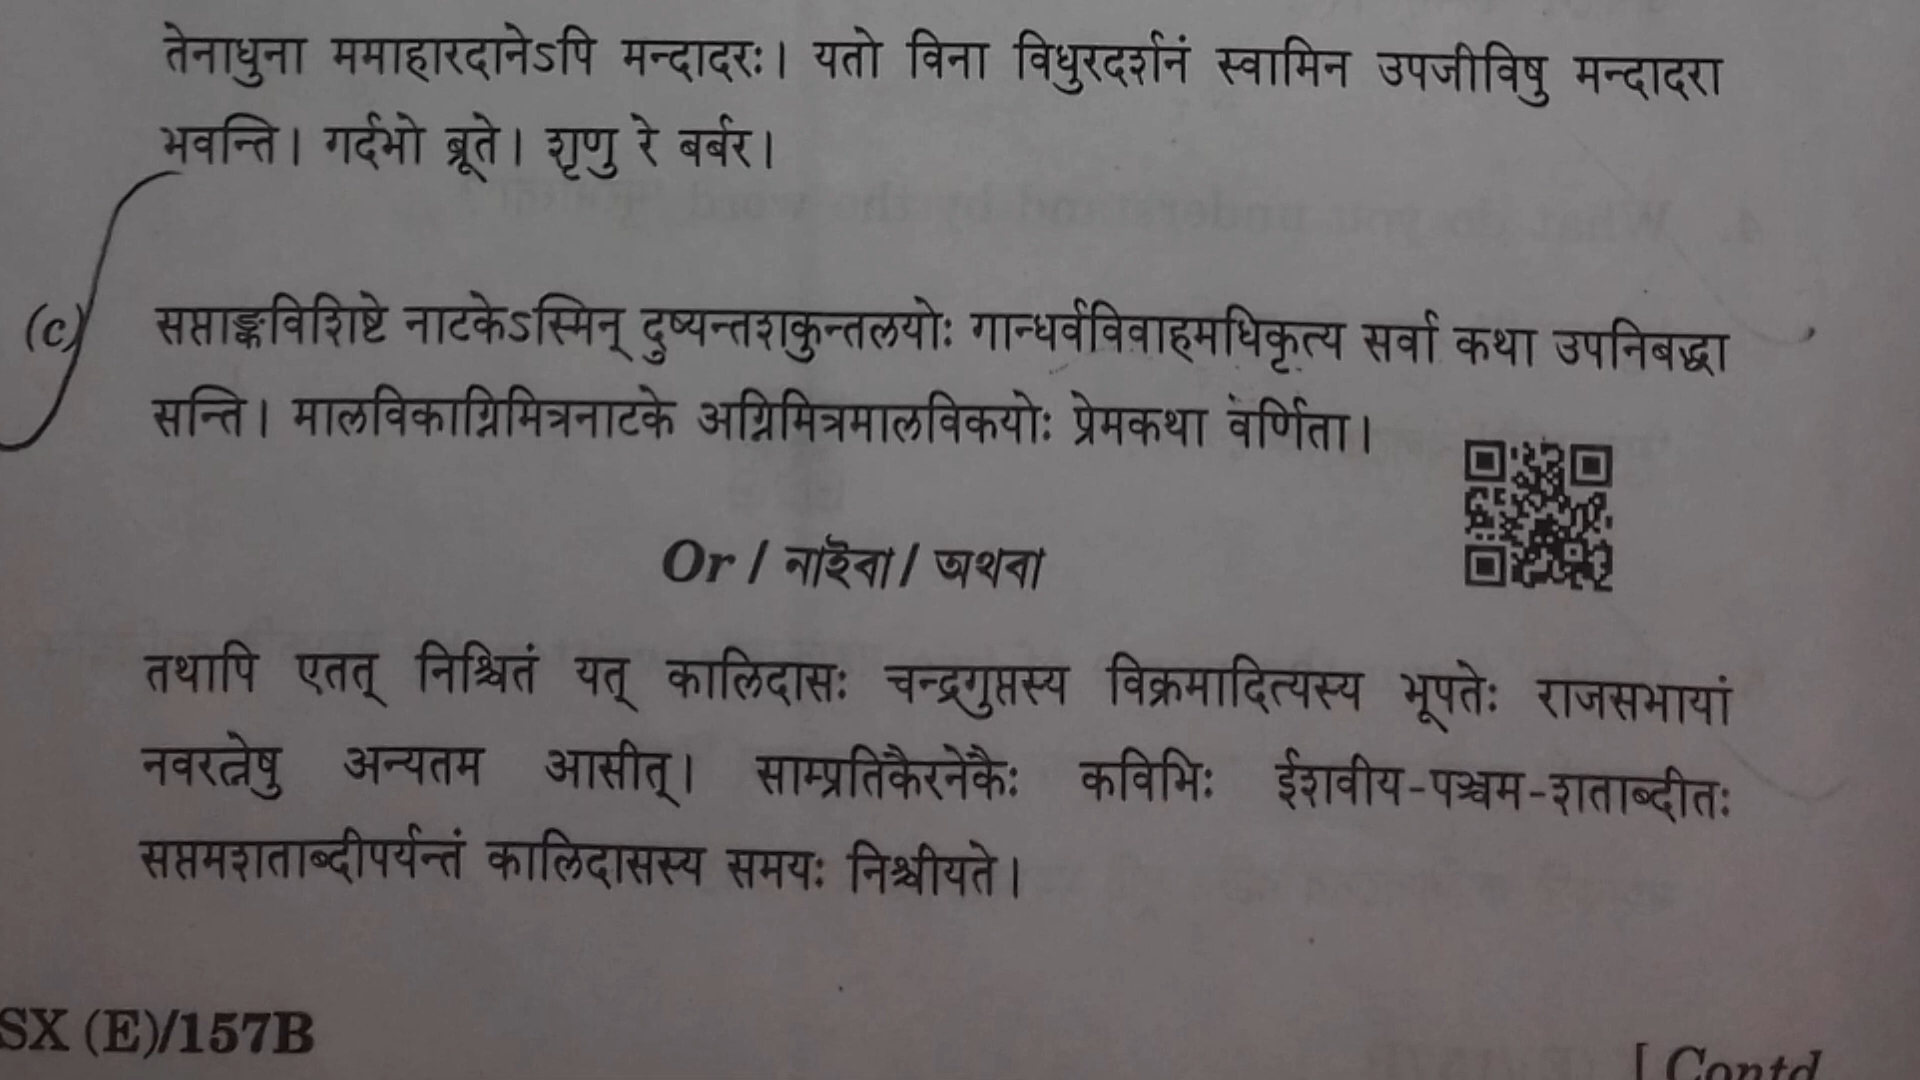 तेनाधुना ममाहारदानेऽपि मन्दादरः। यतो विना विधुरदर्शनं स्वामिन उपजीविषु मन्दादरा
भवन्ति। गर्दभो ब्रूते। शृणु रे बर्बर।
(c) सप्ताङ्कविशिष्टे नाटकेऽस्मिन् दुष्यन्तशकुन्तलयोः गान्धर्वविवाहमधिकृत्य सर्वा कथा उपनिबद्धा
सन्ति। मालविकाग्निमित्रनाटके अग्निमित्रमालविकयोः प्रेमकथा वर्णिता।
Or / নাইবা / অথবা
तथापि एतत् निश्चितं यत् कालिदासः चन्द्रगुप्तस्य विक्रमादित्यस्य भूपतेः राजसभायां
नवरत्नेषु अन्यतम आसीत्। साम्प्रतिकैरनेकैः कविभिः ईशवीय-पञ्चम-शताब्दीतः
सप्तमशताब्दीपर्यन्तं कालिदासस्य समयः निश्चीयते।
SX (E)/157B
[ Contd